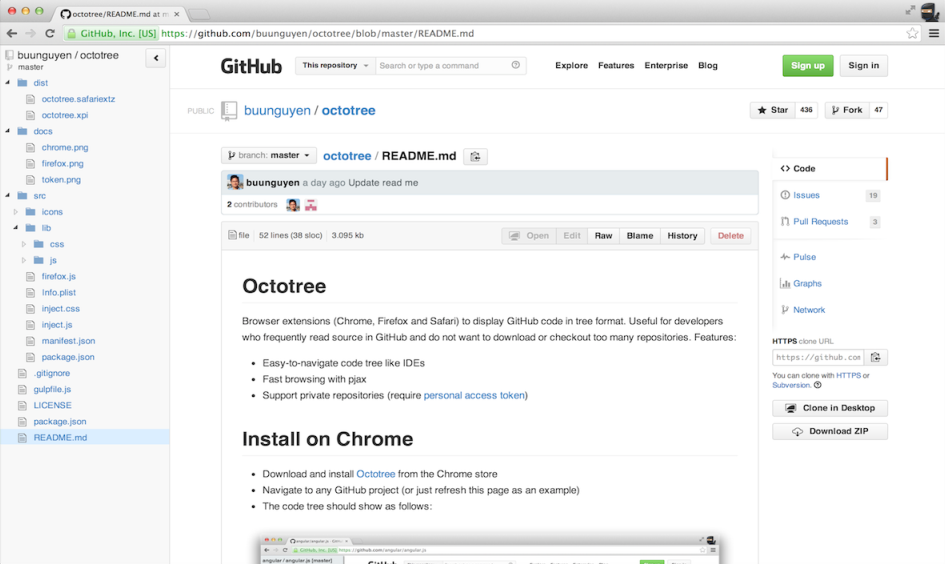 octotree/README.md at m
GitHub, Inc. [US] https://github.com/buunguyen/octotree/blob/master/README.md
buunguyen / octotree
master
dist
octotree.safariextz
octotree.xpi
docs
chrome.png
firefox.png
token.png
src
icons
lib
css
js
firefox.js
Info.plist
inject.css
inject.js
manifest.json
package.json
.gitignore
gulpfile.js
LICENSE
package.json
README.md
GitHub This repository Search or type a command Explore Features Enterprise Blog Sign up Sign in
PUBLIC buunguyen / octotree Star 436 Fork 47
branch: master octotree / README.md
buunguyen a day ago Update read me
2 contributors
file 52 lines (38 sloc) 3.095 kb Open Edit Raw Blame History Delete
Octotree
Browser extensions (Chrome, Firefox and Safari) to display GitHub code in tree format. Useful for developers
who frequently read source in GitHub and do not want to download or checkout too many repositories. Features:
• Easy-to-navigate code tree like IDEs
• Fast browsing with pjax
• Support private repositories (require personal access token)
Install on Chrome
• Download and install Octotree from the Chrome store
• Navigate to any GitHub project (or just refresh this page as an example)
• The code tree should show as follows:
angular / angular.js [master]
GitHub, Inc. [US] https://github.com/angular/angular.js
Code
Issues 19
Pull Requests 3
Pulse
Graphs
Network
HTTPS clone URL
https://github.com
You can clone with HTTPS or
Subversion.
Clone in Desktop
Download ZIP